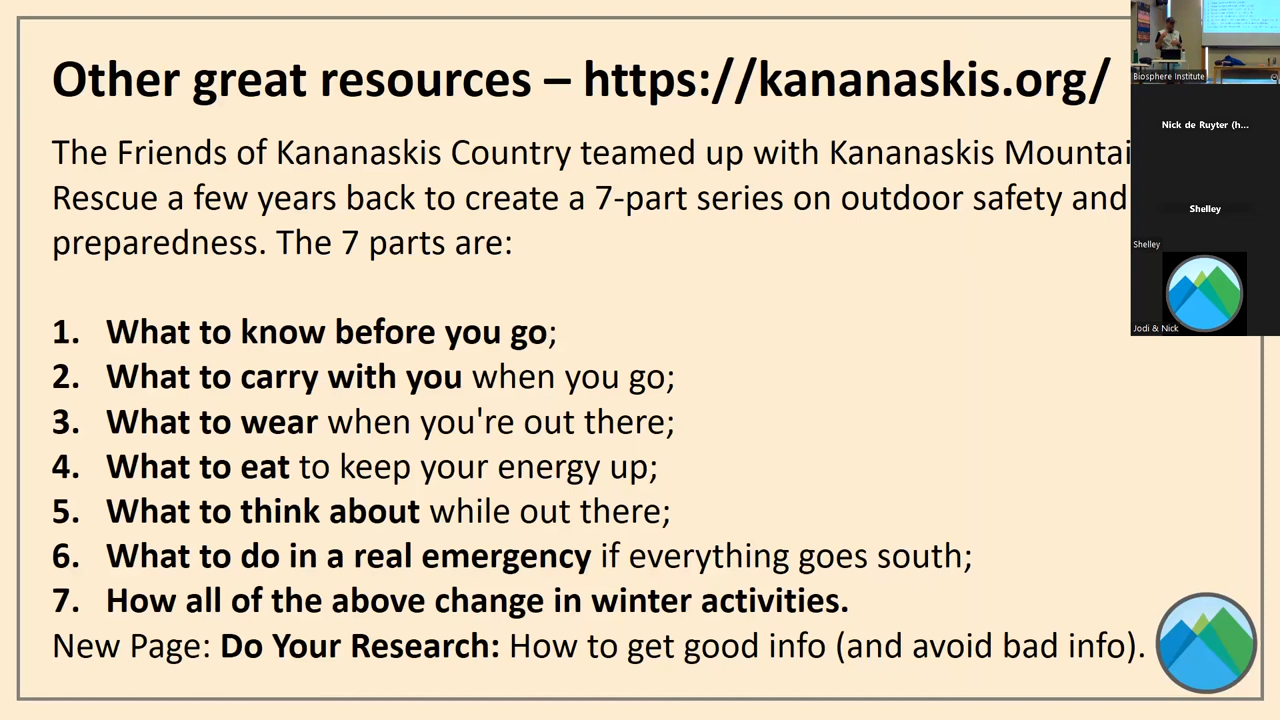 Other great resources – https://kananaskis.org/
The Friends of Kananaskis Country teamed up with Kananaskis Mountai
Rescue a few years back to create a 7-part series on outdoor safety and
preparedness. The 7 parts are:
1. What to know before you go;
2. What to carry with you when you go;
3. What to wear when you're out there;
4. What to eat to keep your energy up;
5. What to think about while out there;
6. What to do in a real emergency if everything goes south;
7. How all of the above change in winter activities.
New Page: Do Your Research: How to get good info (and avoid bad info).
Biosphere Institute
Nick de Ruyter (h...
Shelley
Shelley
Jodi & Nick